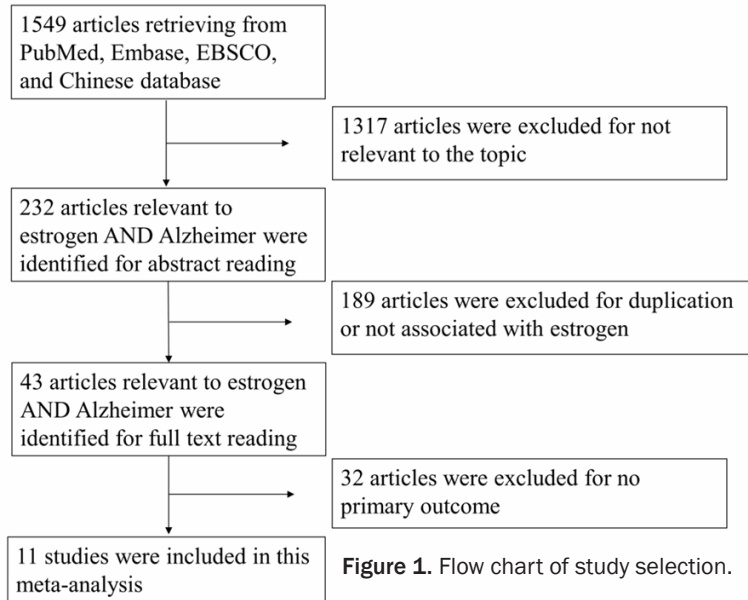 1549 articles retrieving from
PubMed, Embase, EBSCO,
and Chinese database
1317 articles were excluded for not
relevant to the topic
232 articles relevant to
estrogen AND Alzheimer were
identified for abstract reading
189 articles were excluded for duplication
or not associated with estrogen
43 articles relevant to estrogen
AND Alzheimer were
identified for full text reading
32 articles were excluded for no
primary outcome
11 studies were included in this
meta-analysis
Figure 1. Flow chart of study selection.